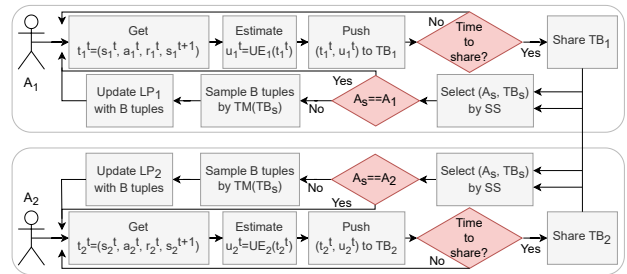 Get
t₁ᵗ=(s₁ᵗ, a₁ᵗ, r₁ᵗ, s₁ᵗ⁺¹)
Estimate
u₁ᵗ=UE₁(t₁ᵗ)
Push
(t₁ᵗ, u₁ᵗ) to TB₁
No
Time
to
share?
Yes
Share TB₁
A₁
Update LP₁
with B tuples
Sample B tuples
by TM(TBₛ)
No
Yes
Aₛ==A₁
Select (Aₛ, TBₛ)
by SS
Update LP₂
with B tuples
Sample B tuples
by TM(TBₛ)
No
Aₛ==A₂
Yes
Select (Aₛ, TBₛ)
by SS
A₂
Get
t₂ᵗ=(s₂ᵗ, a₂ᵗ, r₂ᵗ, s₂ᵗ⁺¹)
Estimate
u₂ᵗ=UE₂(t₂ᵗ)
Push
(t₂ᵗ, u₂ᵗ) to TB₂
Time
to
share?
No
Yes
Share TB₂